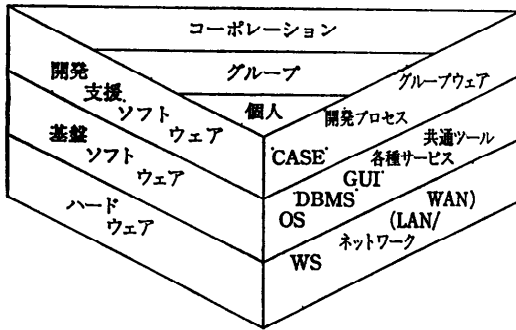 コーポレーション
グループ
個人
開発
支援
ソフト
ウェア
基盤
ソフト
ウェア
ハード
ウェア
グループウェア
開発プロセス
"CASE"
共通ツール
各種サービス
GUI
"DBMS"
OS
WAN)
(LAN/
ネットワーク
WS